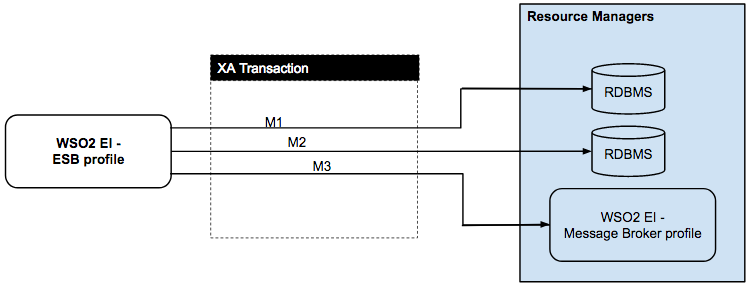 Resource Managers
XA Transaction
RDBMS
M1
WSO2 EI -
ESB profile
M2
RDBMS
M3
WSO2 EI -
Message Broker profile